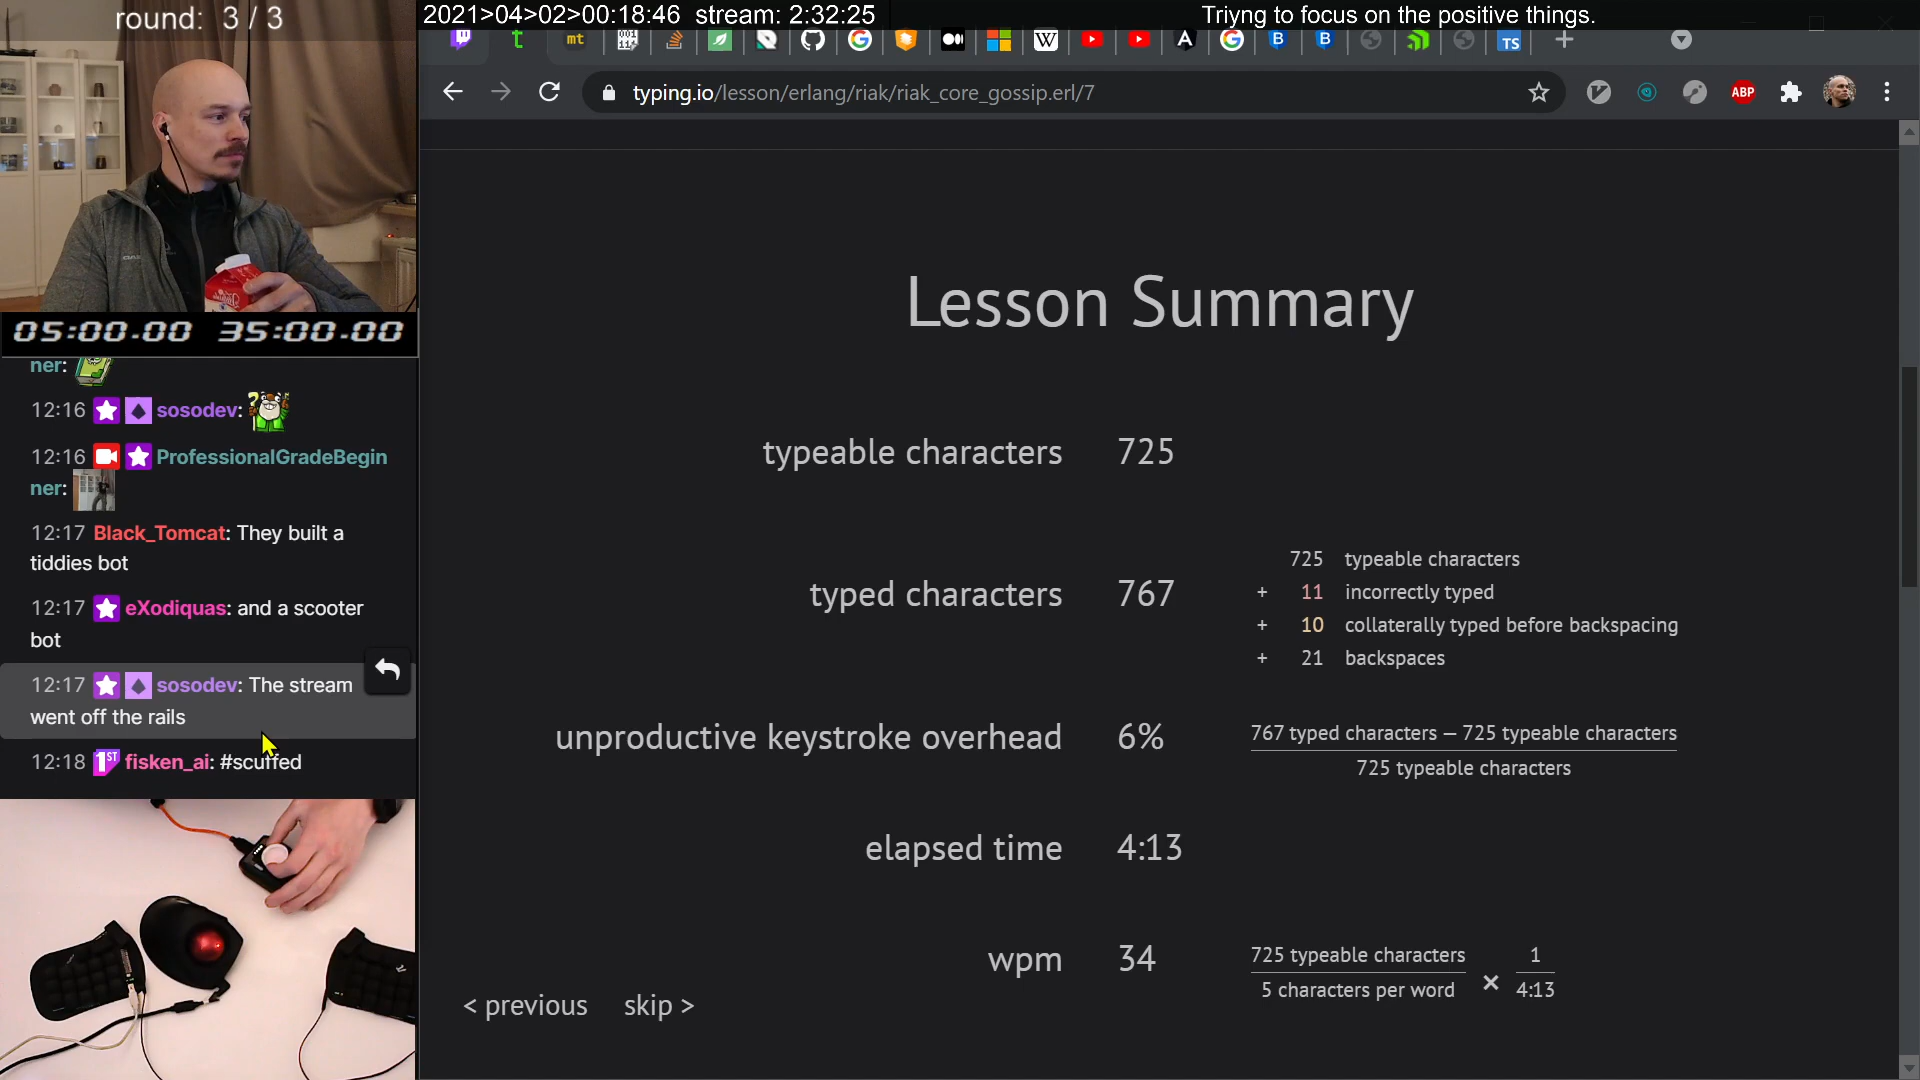 round: 3 / 3
2021>04>02>00:18:46 stream: 2:32:25
Triyng to focus on the positive things.
typing.io/lesson/erlang/riak/riak_core_gossip.erl/7
ABP
05:00.00 35:00.00
ner:
12:16 sosodev:
12:16 ProfessionalGradeBegin
ner:
12:17 Black_Tomcat: They built a
tiddies bot
12:17 eXodiquas: and a scooter
bot
12:17 sosodev: The stream
went off the rails
12:18 1ST fisken_ai: #scuffed
Lesson Summary
typeable characters 725
typed characters 767
725 typeable characters
+ 11 incorrectly typed
+ 10 collaterally typed before backspacing
+ 21 backspaces
unproductive keystroke overhead 6%
767 typed characters – 725 typeable characters
725 typeable characters
elapsed time 4:13
wpm 34
725 typeable characters 1
5 characters per word × 4:13
< previous skip >